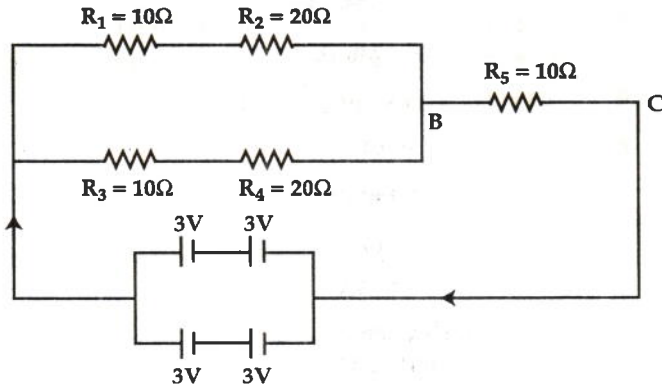 R₁ = 10Ω R₂ = 20Ω
R₅ = 10Ω
C
B
R₃ = 10Ω R₄ = 20Ω
3V 3V
3V 3V